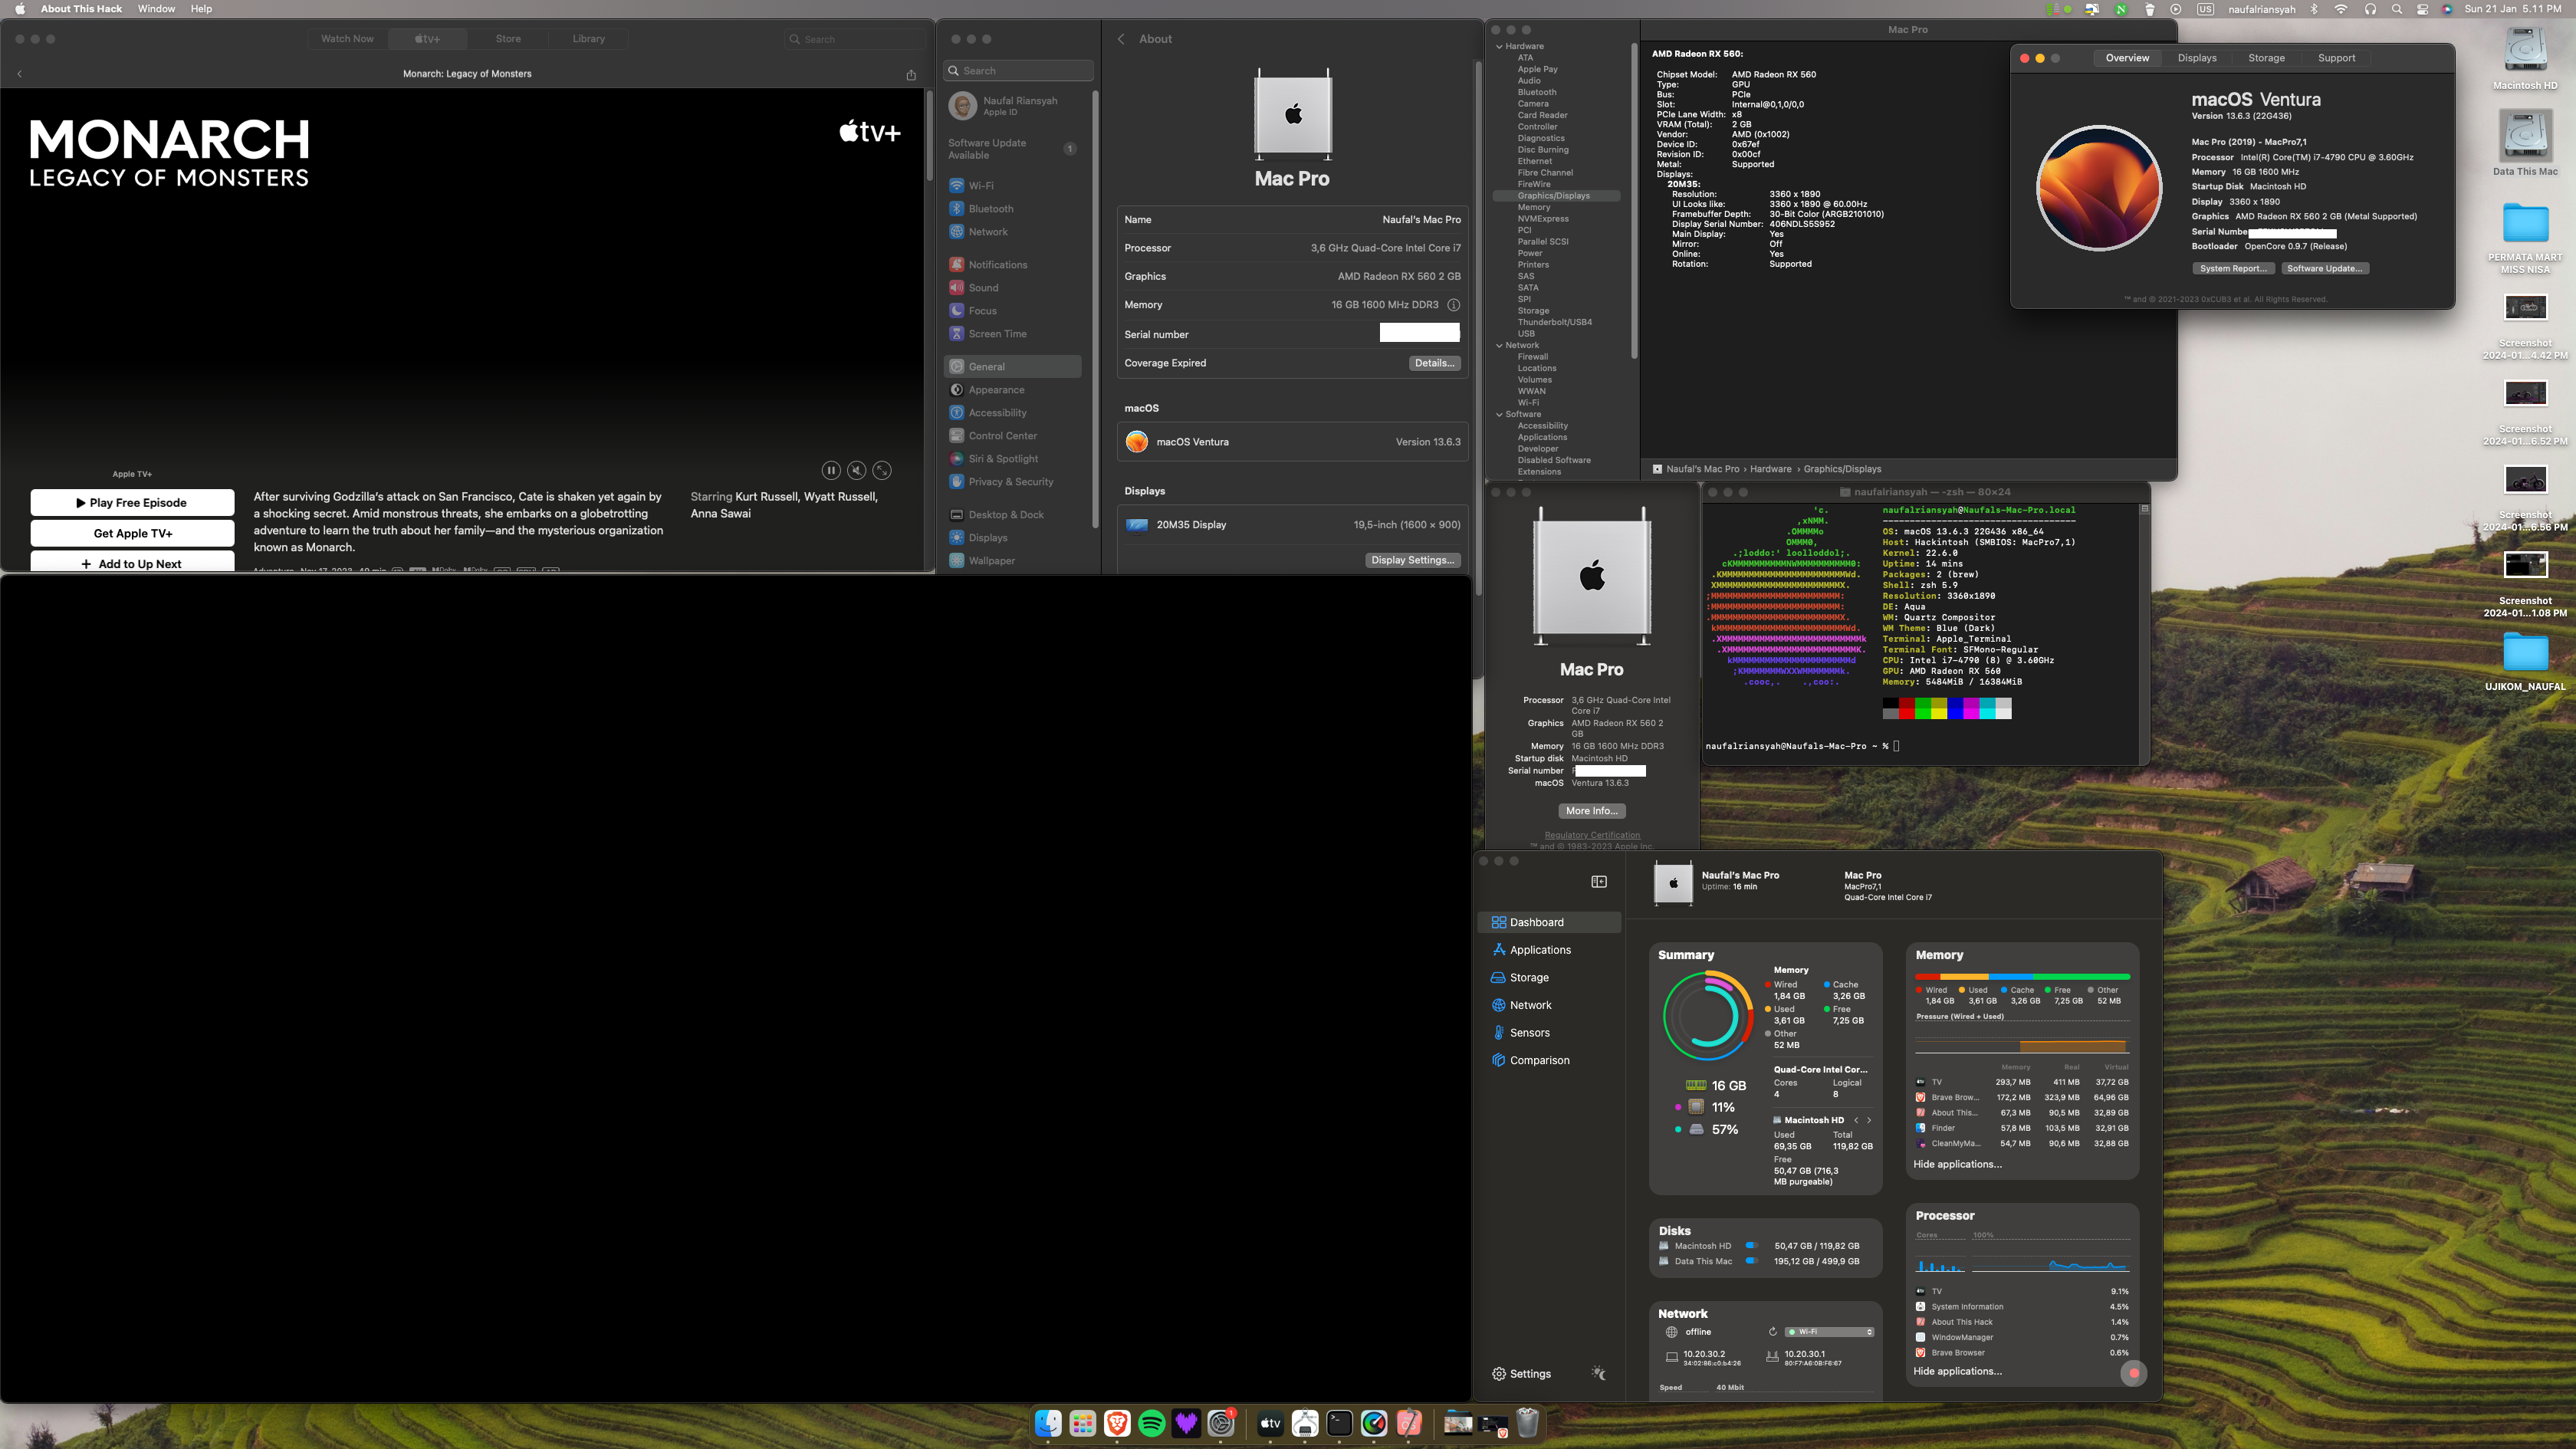 About This Hack Window Help
US naufalriansyah Sun 21 Jan 5.11 PM
Watch Now tv+ Store Library Search
Monarch: Legacy of Monsters
MONARCH
LEGACY OF MONSTERS
tv+
Apple TV+
Play Free Episode
Get Apple TV+
Add to Up Next
After surviving Godzilla's attack on San Francisco, Cate is shaken yet again by
a shocking secret. Amid monstrous threats, she embarks on a globetrotting
adventure to learn the truth about her family—and the mysterious organization
known as Monarch.
Starring Kurt Russell, Wyatt Russell,
Anna Sawai
Search
Naufal Riansyah
Apple ID
Software Update
Available
1
Wi-Fi
Bluetooth
Network
Notifications
Sound
Focus
Screen Time
General
Appearance
Accessibility
Control Center
Siri & Spotlight
Privacy & Security
Desktop & Dock
Displays
Wallpaper
About
Mac Pro
Name Naufal's Mac Pro
Processor 3,6 GHz Quad-Core Intel Core i7
Graphics AMD Radeon RX 560 2 GB
Memory 16 GB 1600 MHz DDR3
Serial number
Coverage Expired Details...
macOS
macOS Ventura Version 13.6.3
Displays
20M35 Display 19,5-inch (1600 × 900)
Display Settings...
Mac Pro
Hardware
ATA
Apple Pay
Audio
Bluetooth
Camera
Card Reader
Controller
Diagnostics
Disc Burning
Ethernet
Fibre Channel
FireWire
Graphics/Displays
Memory
NVMExpress
PCI
Parallel SCSI
Power
Printers
SAS
SATA
SPI
Storage
Thunderbolt/USB4
USB
Network
Firewall
Locations
Volumes
WWAN
Wi-Fi
Software
Accessibility
Applications
Developer
Disabled Software
Extensions
AMD Radeon RX 560:
Chipset Model: AMD Radeon RX 560
Type: GPU
Bus: PCIe
Slot: Internal@0,1,0/0,0
PCIe Lane Width: x8
VRAM (Total): 2 GB
Vendor: AMD (0x1002)
Device ID: 0x67ef
Revision ID: 0x00cf
Metal: Supported
Displays:
20M35:
Resolution: 3360 x 1890
UI Looks like: 3360 x 1890 @ 60.00Hz
Framebuffer Depth: 30-Bit Color (ARGB2101010)
Display Serial Number: 406NDLS5S952
Main Display: Yes
Mirror: Off
Online: Yes
Rotation: Supported
Naufal's Mac Pro › Hardware › Graphics/Displays
Overview Displays Storage Support
macOS Ventura
Version 13.6.3 (22G436)
Mac Pro (2019) - MacPro7,1
Processor Intel(R) Core(TM) i7-4790 CPU @ 3.60GHz
Memory 16 GB 1600 MHz
Startup Disk Macintosh HD
Display 3360 x 1890
Graphics AMD Radeon RX 560 2 GB (Metal Supported)
Serial Numbe
Bootloader OpenCore 0.9.7 (Release)
System Report... Software Update...
™ and © 2021-2023 0xCUB3 et al. All Rights Reserved.
Macintosh HD
Data This Mac
PERMATA MART
MISS NISA
Screenshot
2024-01...4.42 PM
Screenshot
2024-01...6.52 PM
Screenshot
2024-01...6.56 PM
Screenshot
2024-01...1.08 PM
UJIKOM_NAUFAL
Mac Pro
Processor 3,6 GHz Quad-Core Intel
Core i7
Graphics AMD Radeon RX 560 2
GB
Memory 16 GB 1600 MHz DDR3
Startup disk Macintosh HD
Serial number
macOS Ventura 13.6.3
More Info...
Regulatory Certification
™ and © 1983-2023 Apple Inc.
naufalriansyah — -zsh — 80×24
naufalriansyah@Naufals-Mac-Pro.local
OS: macOS 13.6.3 22G436 x86_64
Host: Hackintosh (SMBIOS: MacPro7,1)
Kernel: 22.6.0
Uptime: 14 mins
Packages: 2 (brew)
Shell: zsh 5.9
Resolution: 3360x1890
DE: Aqua
WM: Quartz Compositor
WM Theme: Blue (Dark)
Terminal: Apple_Terminal
Terminal Font: SFMono-Regular
CPU: Intel i7-4790 (8) @ 3.60GHz
GPU: AMD Radeon RX 560
Memory: 5484MiB / 16384MiB
naufalriansyah@Naufals-Mac-Pro ~ %
Dashboard
Applications
Storage
Network
Sensors
Comparison
Settings
Naufal's Mac Pro
Uptime: 16 min
Mac Pro
MacPro7,1
Quad-Core Intel Core i7
Summary
16 GB
11%
57%
Memory
Wired Cache
1,84 GB 3,26 GB
Used Free
3,61 GB 7,25 GB
Other
52 MB
Quad-Core Intel Cor...
Cores Logical
4 8
Macintosh HD
Used Total
69,35 GB 119,82 GB
Free
50,47 GB (716,3
MB purgeable)
Disks
Macintosh HD 50,47 GB / 119,82 GB
Data This Mac 195,12 GB / 499,9 GB
Network
offline Wi-Fi
10.20.30.2 10.20.30.1
34:02:86:c0:b4:26 80:F7:A6:0B:F6:67
Speed 40 Mbit
Memory
Wired Used Cache Free Other
1,84 GB 3,61 GB 3,26 GB 7,25 GB 52 MB
Pressure (Wired + Used)
Memory Real Virtual
TV 293,7 MB 411 MB 37,72 GB
Brave Brow... 172,2 MB 323,9 MB 64,96 GB
About This... 67,3 MB 90,5 MB 32,89 GB
Finder 57,8 MB 103,5 MB 32,91 GB
CleanMyMa... 54,7 MB 90,6 MB 32,88 GB
Hide applications...
Processor
Cores 100%
TV 9.1%
System Information 4.5%
About This Hack 1.4%
WindowManager 0.7%
Brave Browser 0.6%
Hide applications...
1
tv